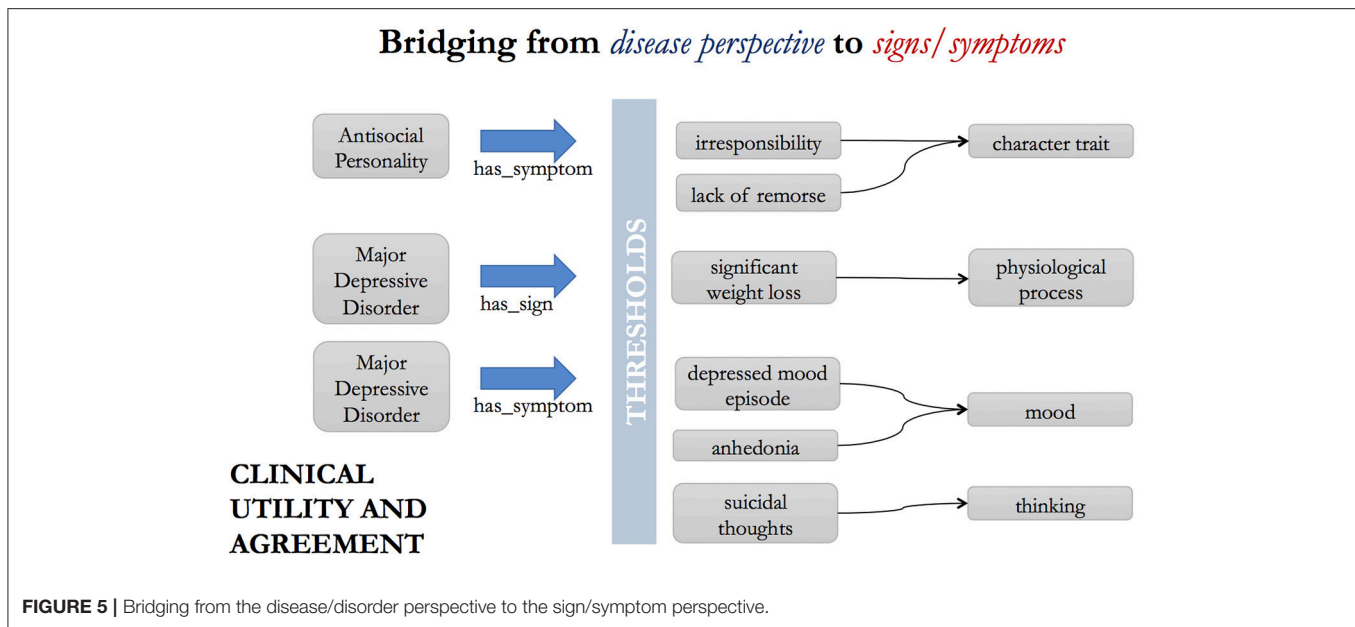 Bridging from disease perspective to signs/symptoms
Antisocial
Personality
has_symptom
irresponsibility
character trait
lack of remorse
Major
Depressive
Disorder
has_sign
THRESHOLDS
significant
weight loss
physiological
process
Major
Depressive
Disorder
has_symptom
depressed mood
episode
anhedonia
mood
suicidal
thoughts
thinking
CLINICAL
UTILITY AND
AGREEMENT
FIGURE 5 | Bridging from the disease/disorder perspective to the sign/symptom perspective.